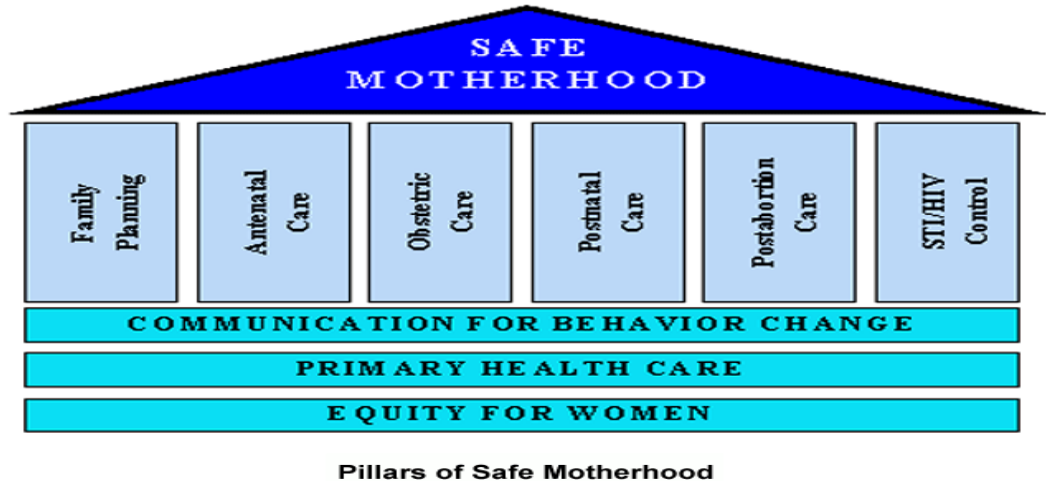 SAFE
MOTHERHOOD
Family
Planning
Antenatal
Care
Obstetric
Care
Postnatal
Care
Postabortion
Care
STI/HIV
Control
COMMUNICATION FOR BEHAVIOR CHANGE
PRIMARY HEALTH CARE
EQUITY FOR WOMEN
Pillars of Safe Motherhood